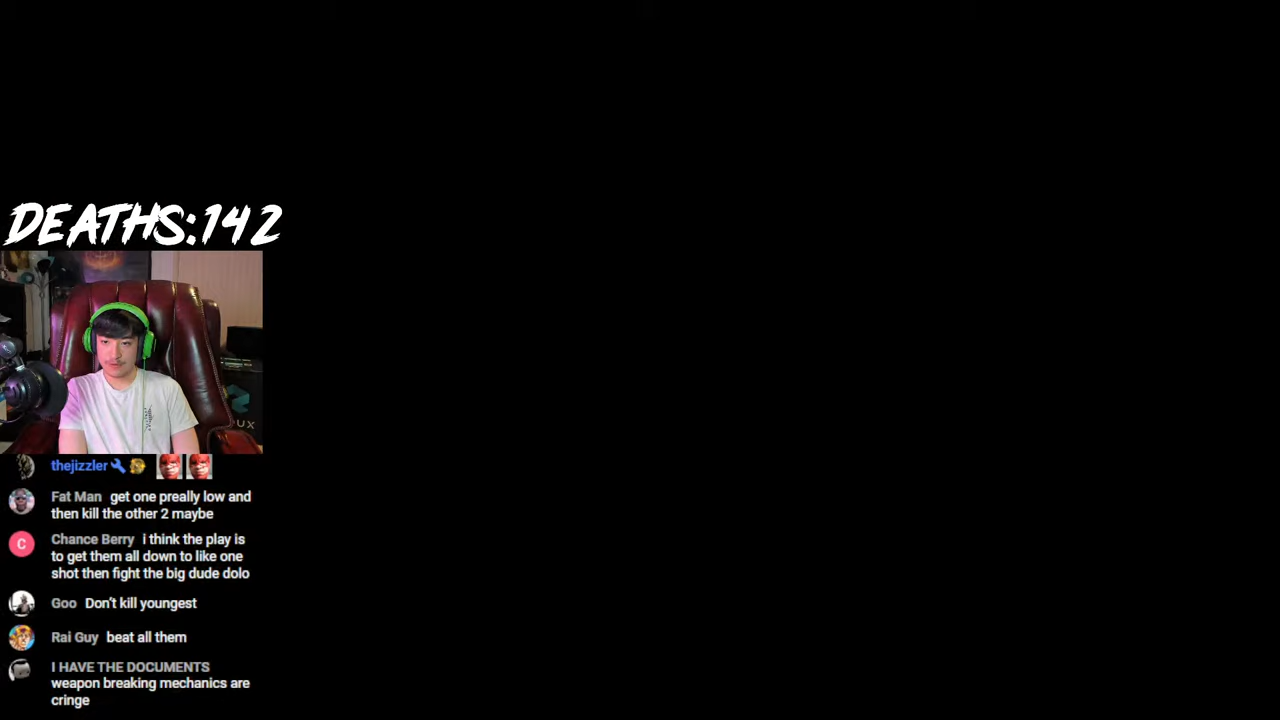 DEATHS:142
UX
thejizzler
Fat Man get one preally low and
then kill the other 2 maybe
C
Chance Berry i think the play is
to get them all down to like one
shot then fight the big dude dolo
Goo Don't kill youngest
Rai Guy beat all them
I HAVE THE DOCUMENTS
weapon breaking mechanics are
cringe